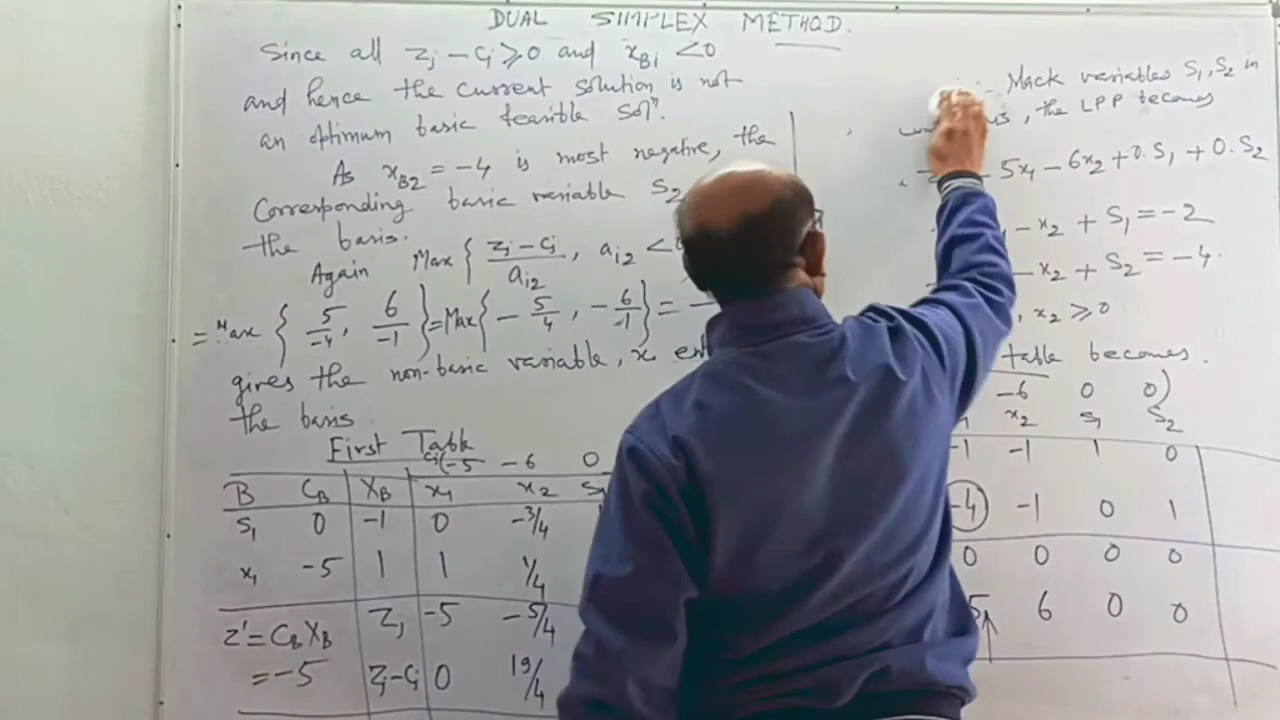 DUAL SIMPLEX METHOD.
Since all Zj - Cj ≥ 0 and xBi < 0
and hence the current solution is not
an optimum basic feasible Solⁿ.
As xB2 = -4 is most negative, the
Corresponding basic variable S2
the basis.
Again Max { Zj - Cj / ai2 , ai2 <
= Max { 5/-4 , 6/-1 } = Max { -5/4 , -6/-1 } = -
gives the non-basic variable, x
the basis.
First Table
Cj (-5 -6 0
B CB XB x1 x2 S1
S1 0 -1 0 -3/4
x1 -5 1 1 1/4
Z' = CB XB Zj -5 -5/4
= -5 Zj - Cj 0 19/4
variables S1, S2 in
, the LPP becomes
5x1 - 6x2 + 0.S1 + 0.S2
- x2 + S1 = -2
- x2 + S2 = -4.
, x2 ≥ 0
table becomes.
-6 0 0)
x2 S1 S2
-1 -1 1 0
-4 -1 0 1
0 0 0 0
5 6 0 0